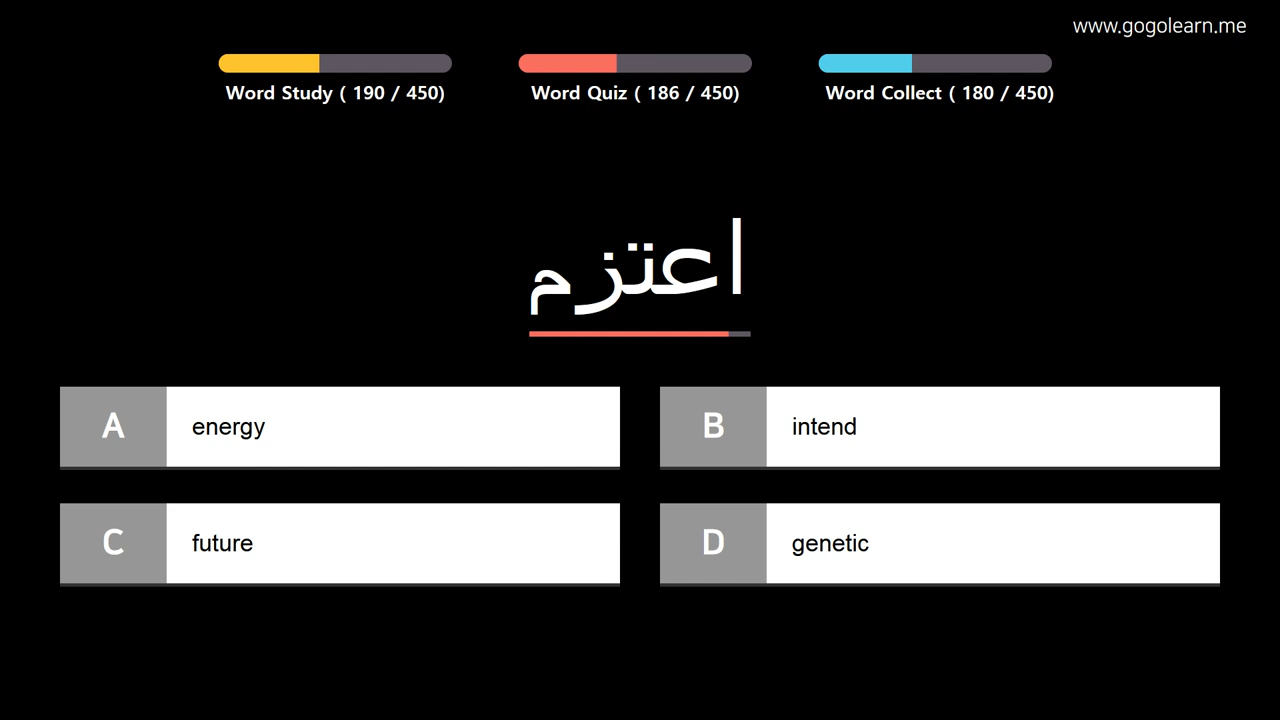 www.gogolearn.me
Word Study ( 190 / 450)
Word Quiz ( 186 / 450)
Word Collect ( 180 / 450)
اعتزم
A energy
B intend
C future
D genetic